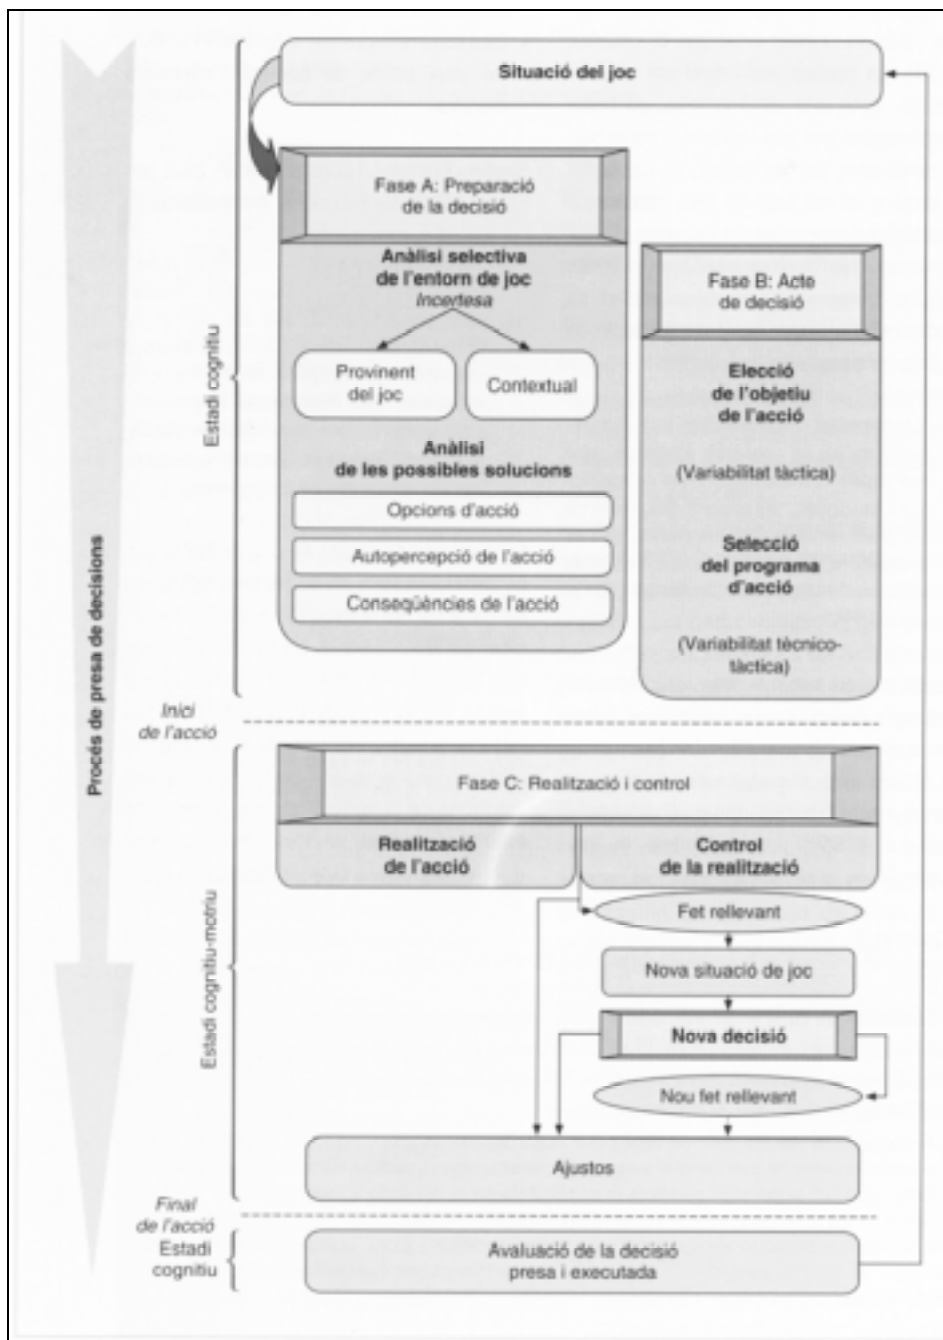 Situació del joc
Fase A: Preparació
de la decisió
Anàlisi selectiva
de l'entorn de joc
Incertesa
Provinent
del joc
Contextual
Anàlisi
de les possibles solucions
Opcions d'acció
Autopercepció de l'acció
Conseqüències de l'acció
Fase B: Acte
de decisió
Elecció
de l'objetiu
de l'acció
(Variabilitat tàctica)
Selecció
del programa
d'acció
(Variabilitat tècnico-
tàctica)
Estadi cognitiu
Procés de presa de decisions
Inici
de l'acció
Fase C: Realització i control
Realització
de l'acció
Control
de la realització
Fet rellevant
Nova situació de joc
Nova decisió
Nou fet rellevant
Ajustos
Estadi cognitiu-motriu
Final
de l'acció
Estadi
cognitiu
Avaluació de la decisió
presa i executada